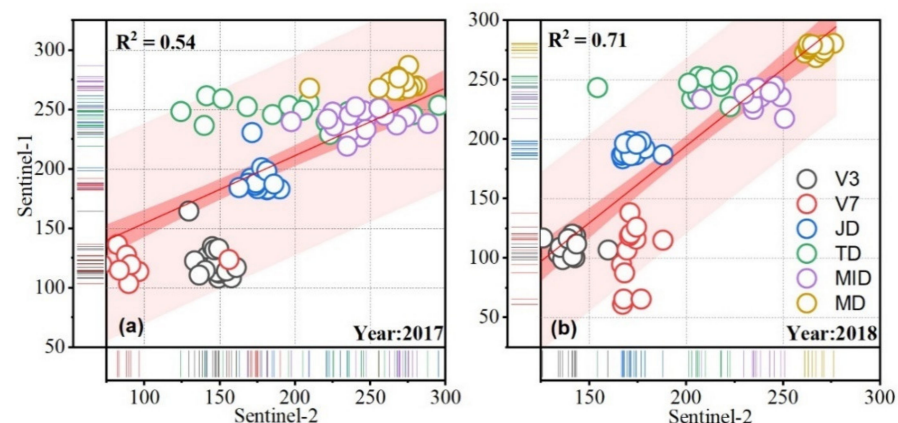 R² = 0.54
300
250
200
150
100
50
Sentinel-1
(a)
Year:2017
100
150
200
250
300
Sentinel-2
R² = 0.71
300
250
200
150
100
50
V3
V7
JD
TD
MID
MD
(b)
Year:2018
150
200
250
300
Sentinel-2